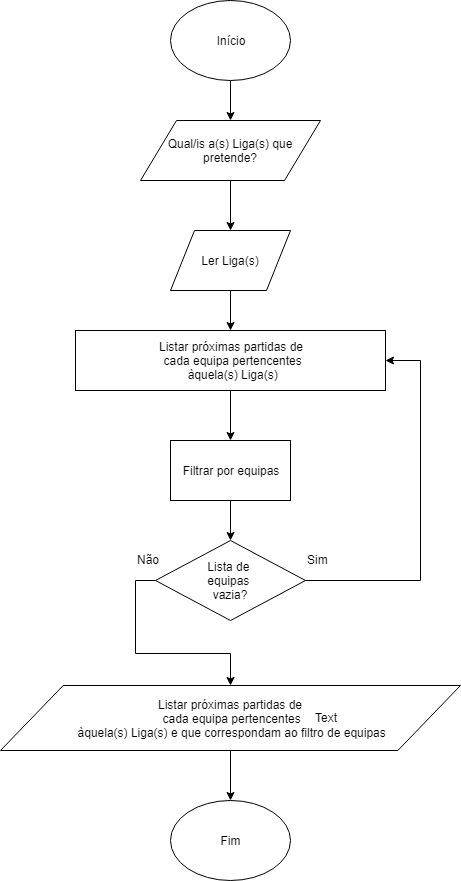 Início
Qual/is a(s) Liga(s) que
pretende?
Ler Liga(s)
Listar próximas partidas de
cada equipa pertencentes
àquela(s) Liga(s)
Filtrar por equipas
Não
Lista de
equipas
vazia?
Sim
Listar próximas partidas de
cada equipa pertencentes
Text
àquela(s) Liga(s) e que correspondam ao filtro de equipas
Fim